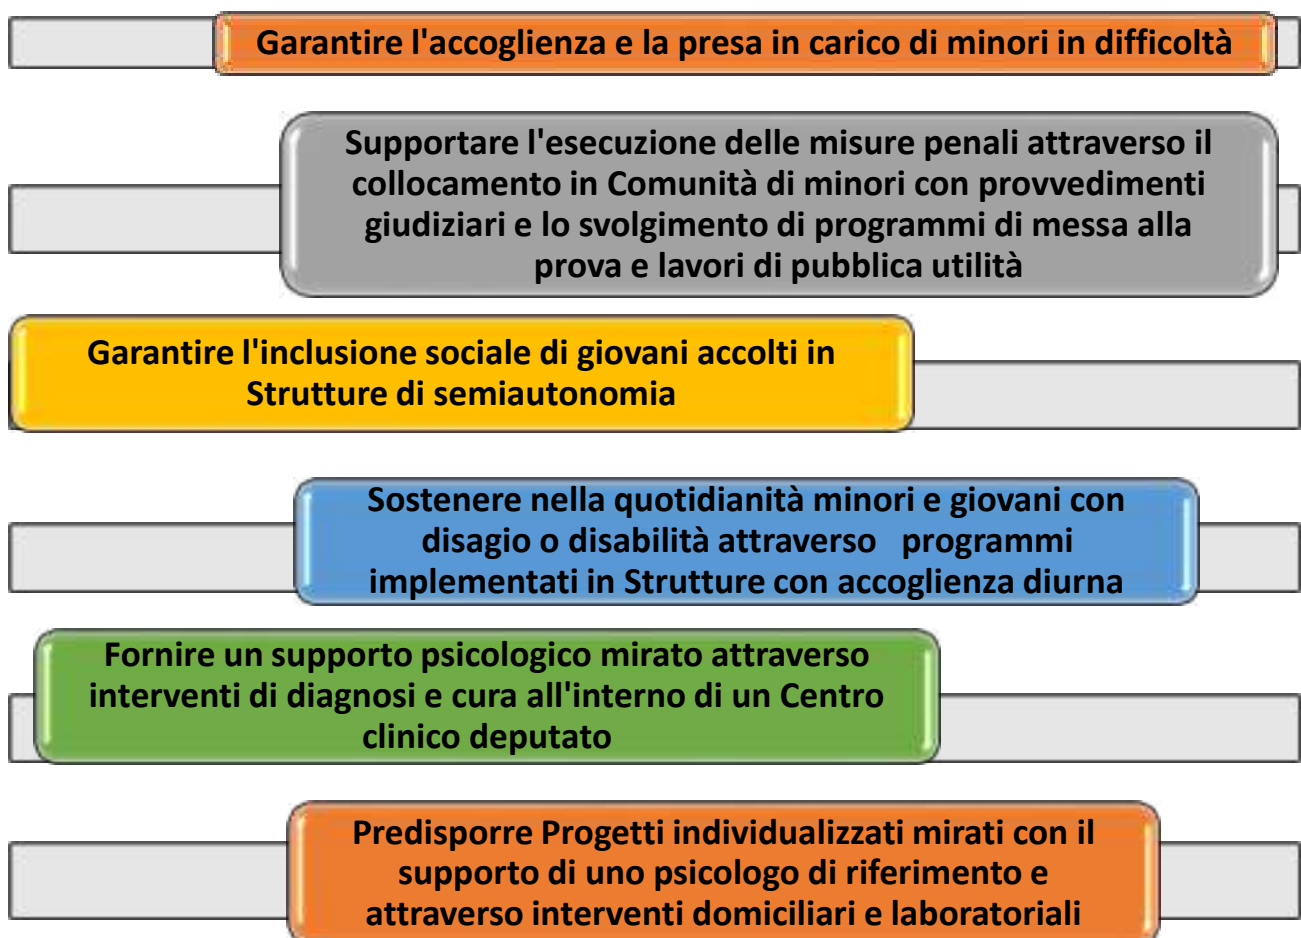 Garantire l'accoglienza e la presa in carico di minori in difficoltà
Supportare l'esecuzione delle misure penali attraverso il
collocamento in Comunità di minori con provvedimenti
giudiziari e lo svolgimento di programmi di messa alla
prova e lavori di pubblica utilità
Garantire l'inclusione sociale di giovani accolti in
Strutture di semiautonomia
Sostenere nella quotidianità minori e giovani con
disagio o disabilità attraverso programmi
implementati in Strutture con accoglienza diurna
Fornire un supporto psicologico mirato attraverso
interventi di diagnosi e cura all'interno di un Centro
clinico deputato
Predisporre Progetti individualizzati mirati con il
supporto di uno psicologo di riferimento e
attraverso interventi domiciliari e laboratoriali